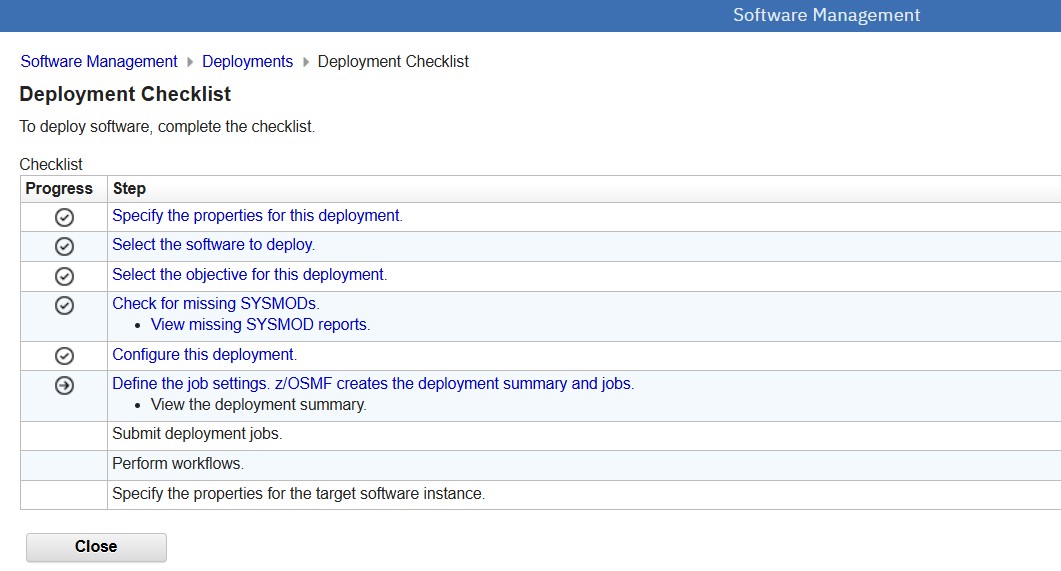 Software Management
Software Management Deployments Deployment Checklist
Deployment Checklist
To deploy software, complete the checklist.
Checklist
Progress Step
Specify the properties for this deployment.
Select the software to deploy.
Select the objective for this deployment.
Check for missing SYSMODs.
• View missing SYSMOD reports.
Configure this deployment.
Define the job settings. z/OSMF creates the deployment summary and jobs.
• View the deployment summary.
Submit deployment jobs.
Perform workflows.
Specify the properties for the target software instance.
Close